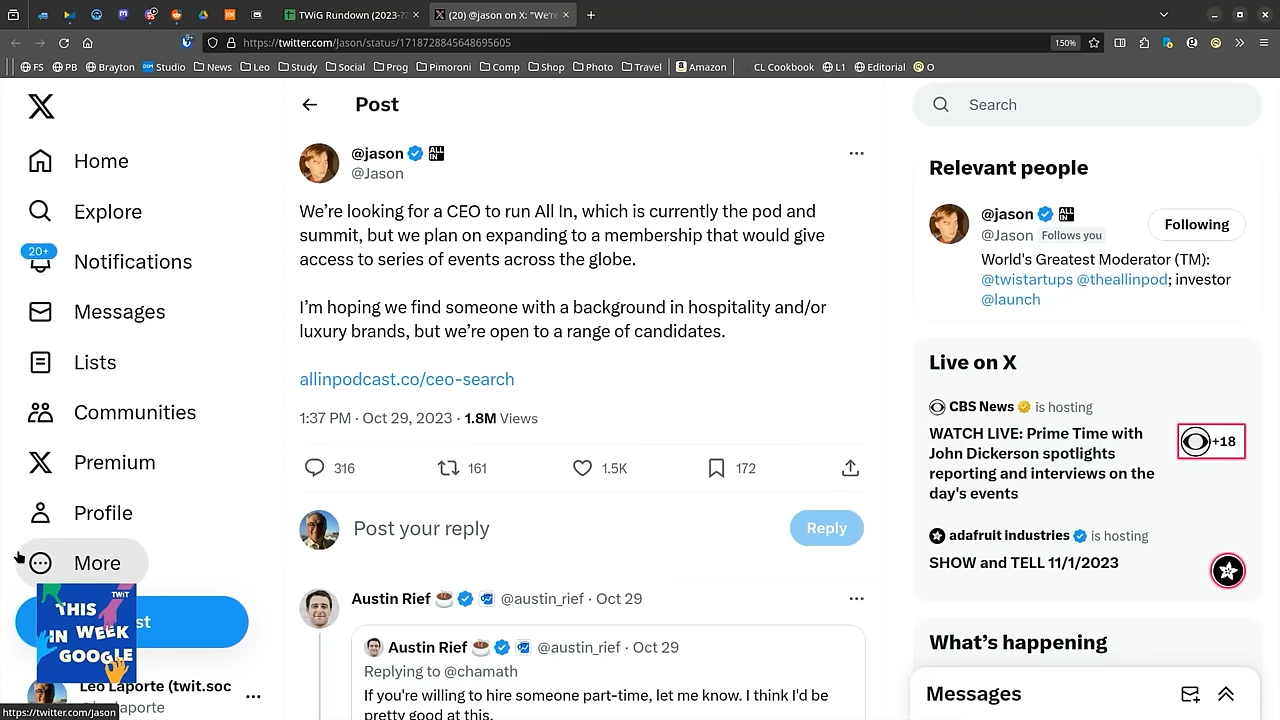 TWiG Rundown (2023-??
(20) @jason on X: "We're
https://twitter.com/Jason/status/1718728845648695605
150%
FS PB Brayton Studio News Leo Study Social Prog Pimoroni Comp Shop Photo Travel Amazon CL Cookbook L1 Editorial O
Home
Explore
20+
Notifications
Messages
Lists
Communities
Premium
Profile
More
st
THIS
IN WEEK
GOOGLE
TWiT
Leo Laporte (twit.soc
laporte
https://twitter.com/Jason
Post
@jason ALL IN
@Jason
We’re looking for a CEO to run All In, which is currently the pod and
summit, but we plan on expanding to a membership that would give
access to series of events across the globe.
I’m hoping we find someone with a background in hospitality and/or
luxury brands, but we’re open to a range of candidates.
allinpodcast.co/ceo-search
1:37 PM · Oct 29, 2023 · 1.8M Views
316 161 1.5K 172
Post your reply
Reply
Austin Rief @austin_rief · Oct 29
Austin Rief @austin_rief · Oct 29
Replying to @chamath
If you're willing to hire someone part-time, let me know. I think I'd be
pretty good at this.
Search
Relevant people
@jason ALL IN
@Jason Follows you
Following
World's Greatest Moderator (TM):
@twistartups @theallinpod; investor
@launch
Live on X
CBS News is hosting
WATCH LIVE: Prime Time with
John Dickerson spotlights
reporting and interviews on the
day's events
+18
adafruit industries is hosting
SHOW and TELL 11/1/2023
What’s happening
Messages